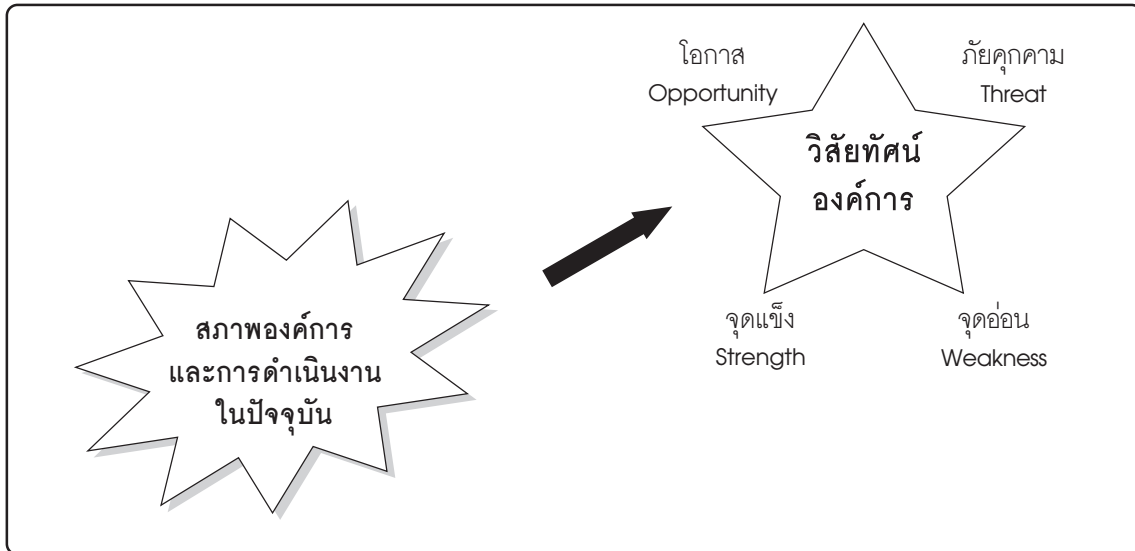 โอกาส
Opportunity
ภัยคุกคาม
Threat
วิสัยทัศน์
องค์การ
จุดแข็ง
Strength
จุดอ่อน
Weakness
สภาพองค์การ
และการดำเนินงาน
ในปัจจุบัน